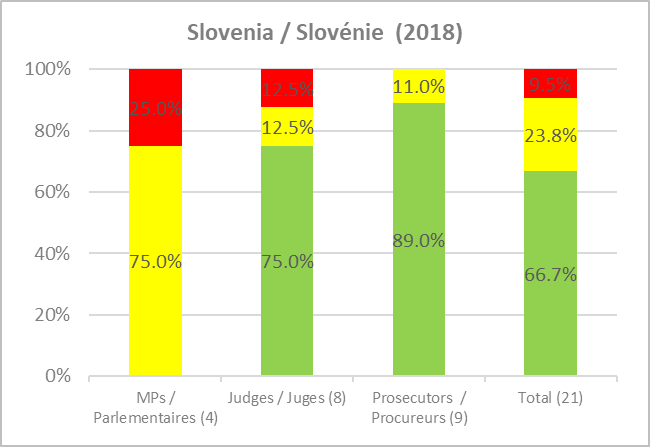 Slovenia / Slovénie (2018)
100%
80%
60%
40%
20%
0%
25.0%
75.0%
12.5%
12.5%
75.0%
11.0%
89.0%
9.5%
23.8%
66.7%
MPs /
Parlementaires (4)
Judges / Juges (8)
Prosecutors /
Procureurs (9)
Total (21)